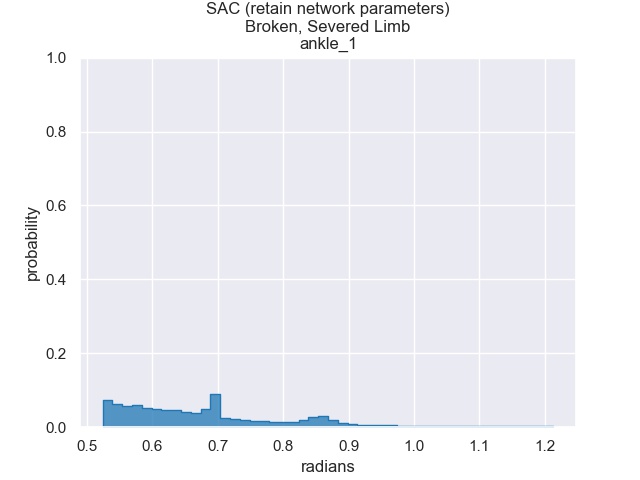 SAC (retain network parameters)
Broken, Severed Limb
ankle_1
1.0
0.8
0.6
0.4
0.2
0.0
probability
0.5 0.6 0.7 0.8 0.9 1.0 1.1 1.2
radians